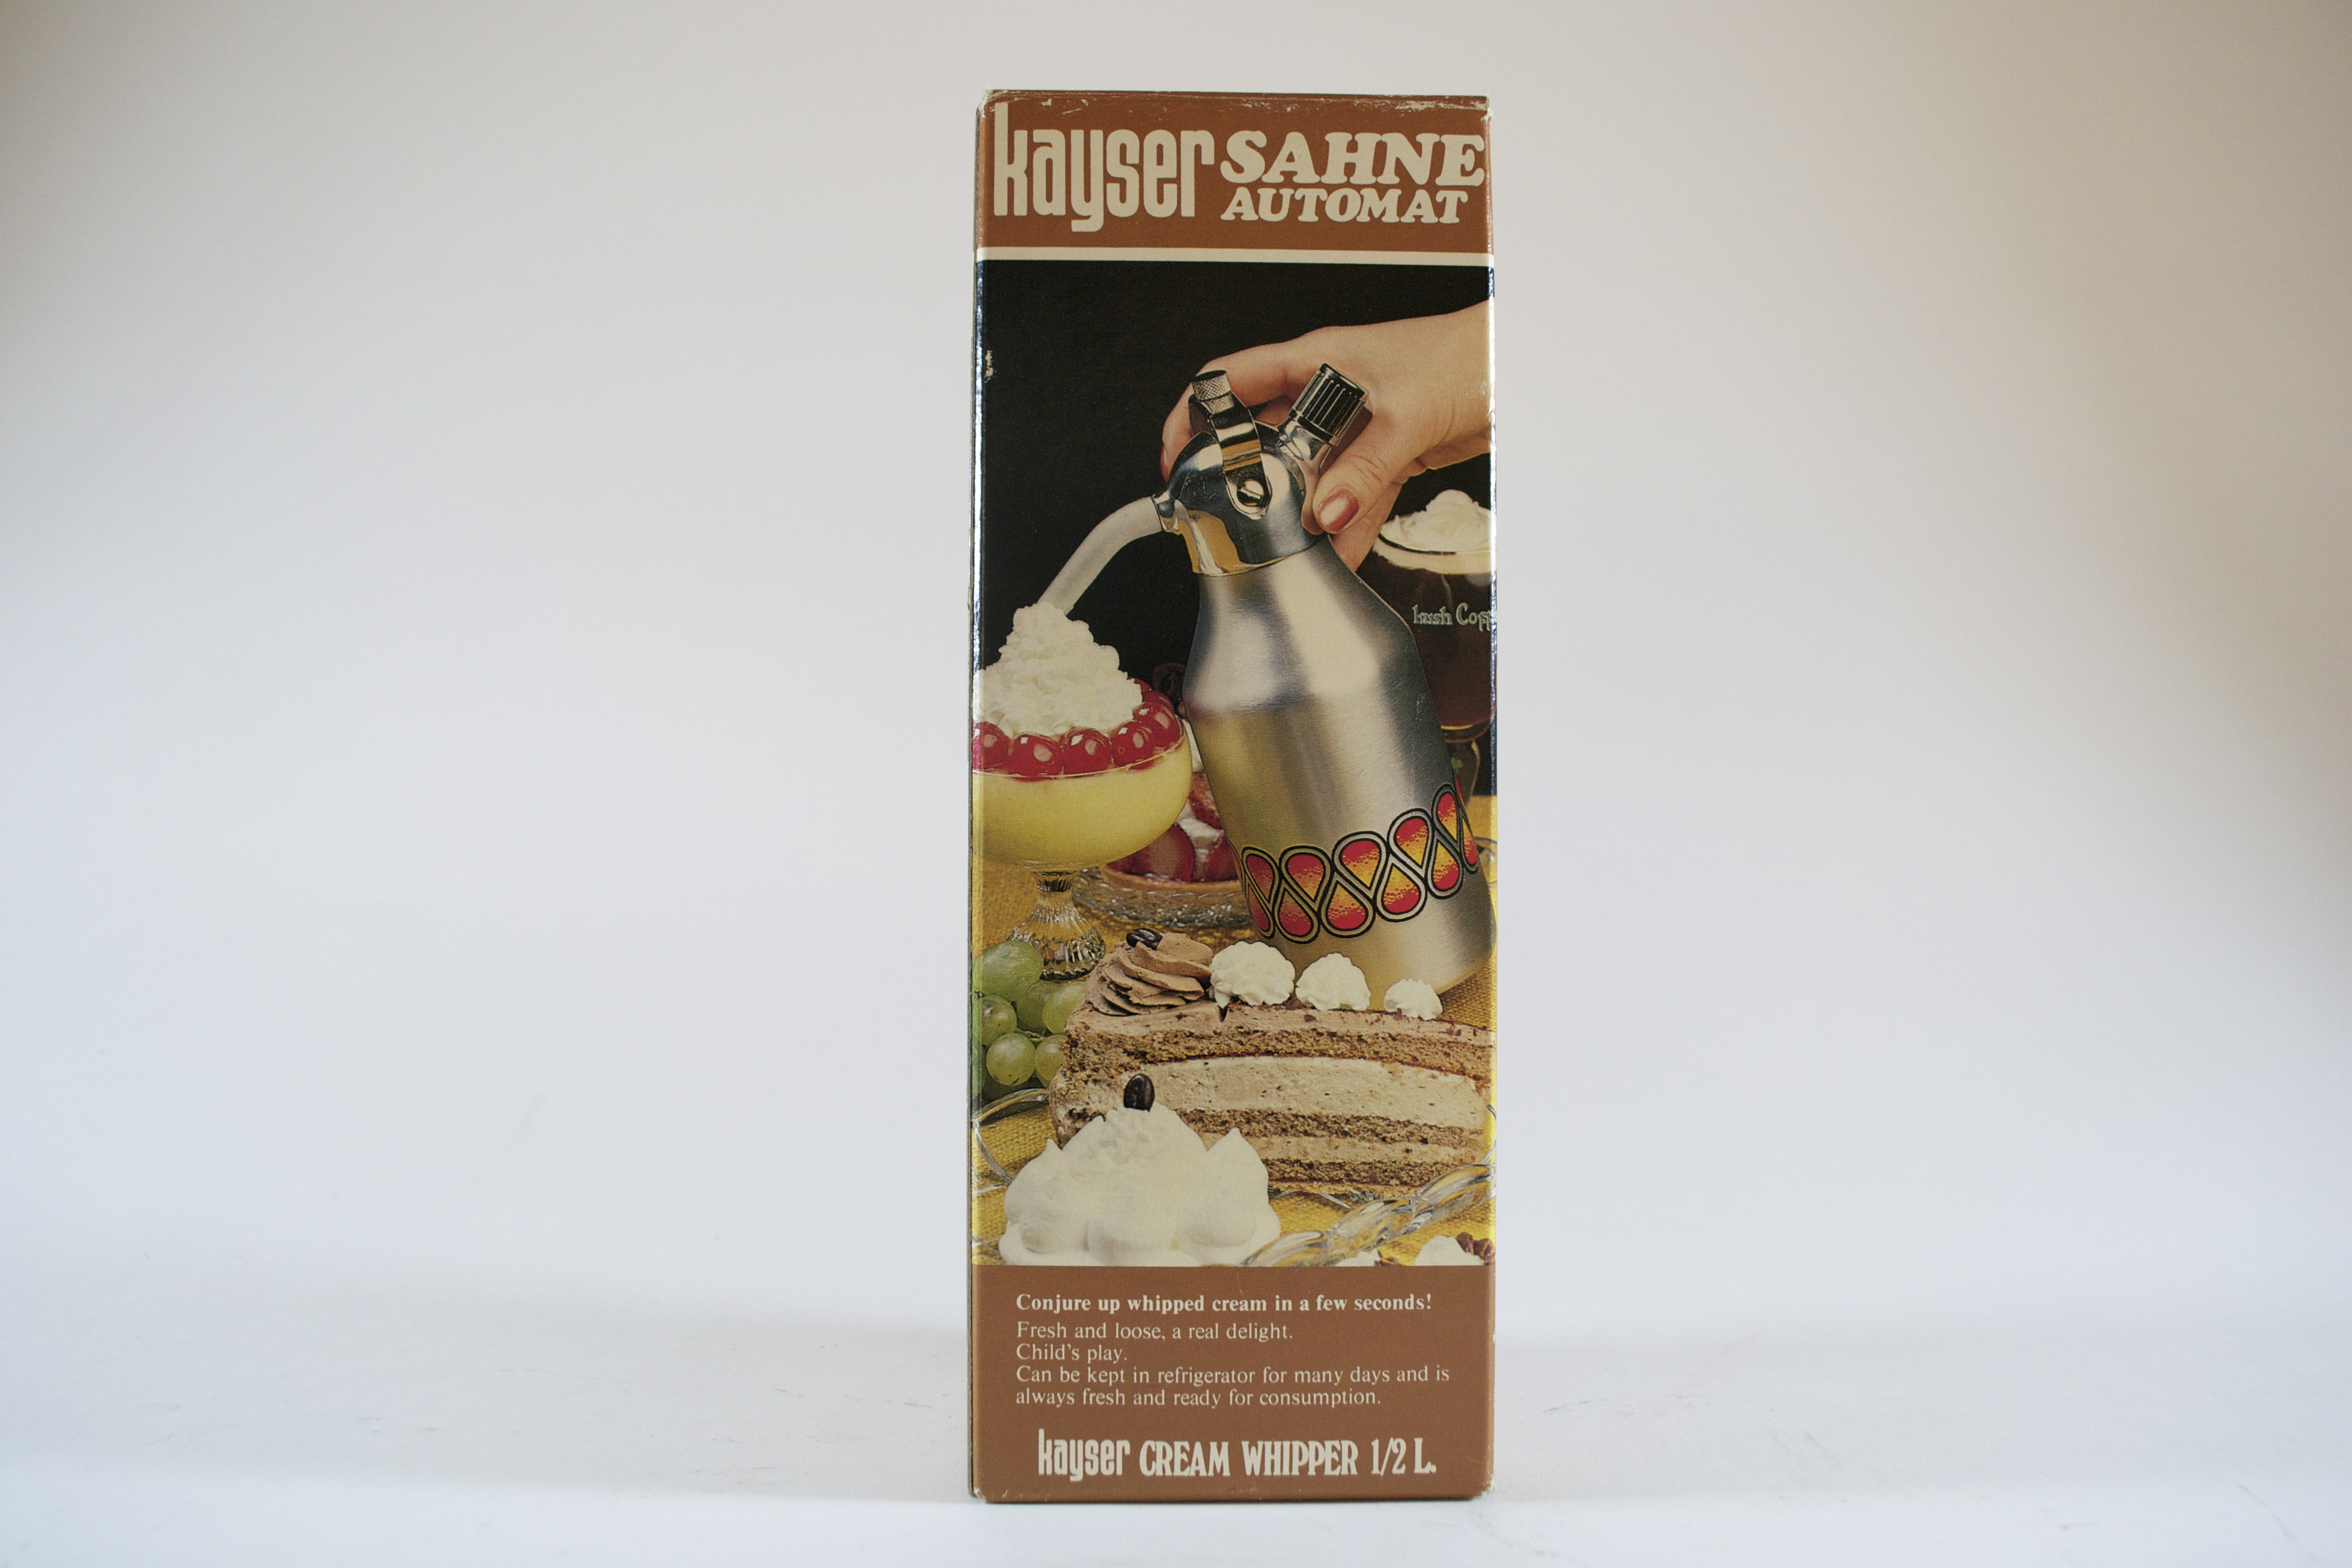 kayser SAHNE
AUTOMAT
Irish
Conjure up whipped cream in a few seconds!
Fresh and loose, a real delight.
Child's play.
Can be kept in refrigerator for many days and is
always fresh and ready for consumption.
kayser CREAM WHIPPER 1/2 L.